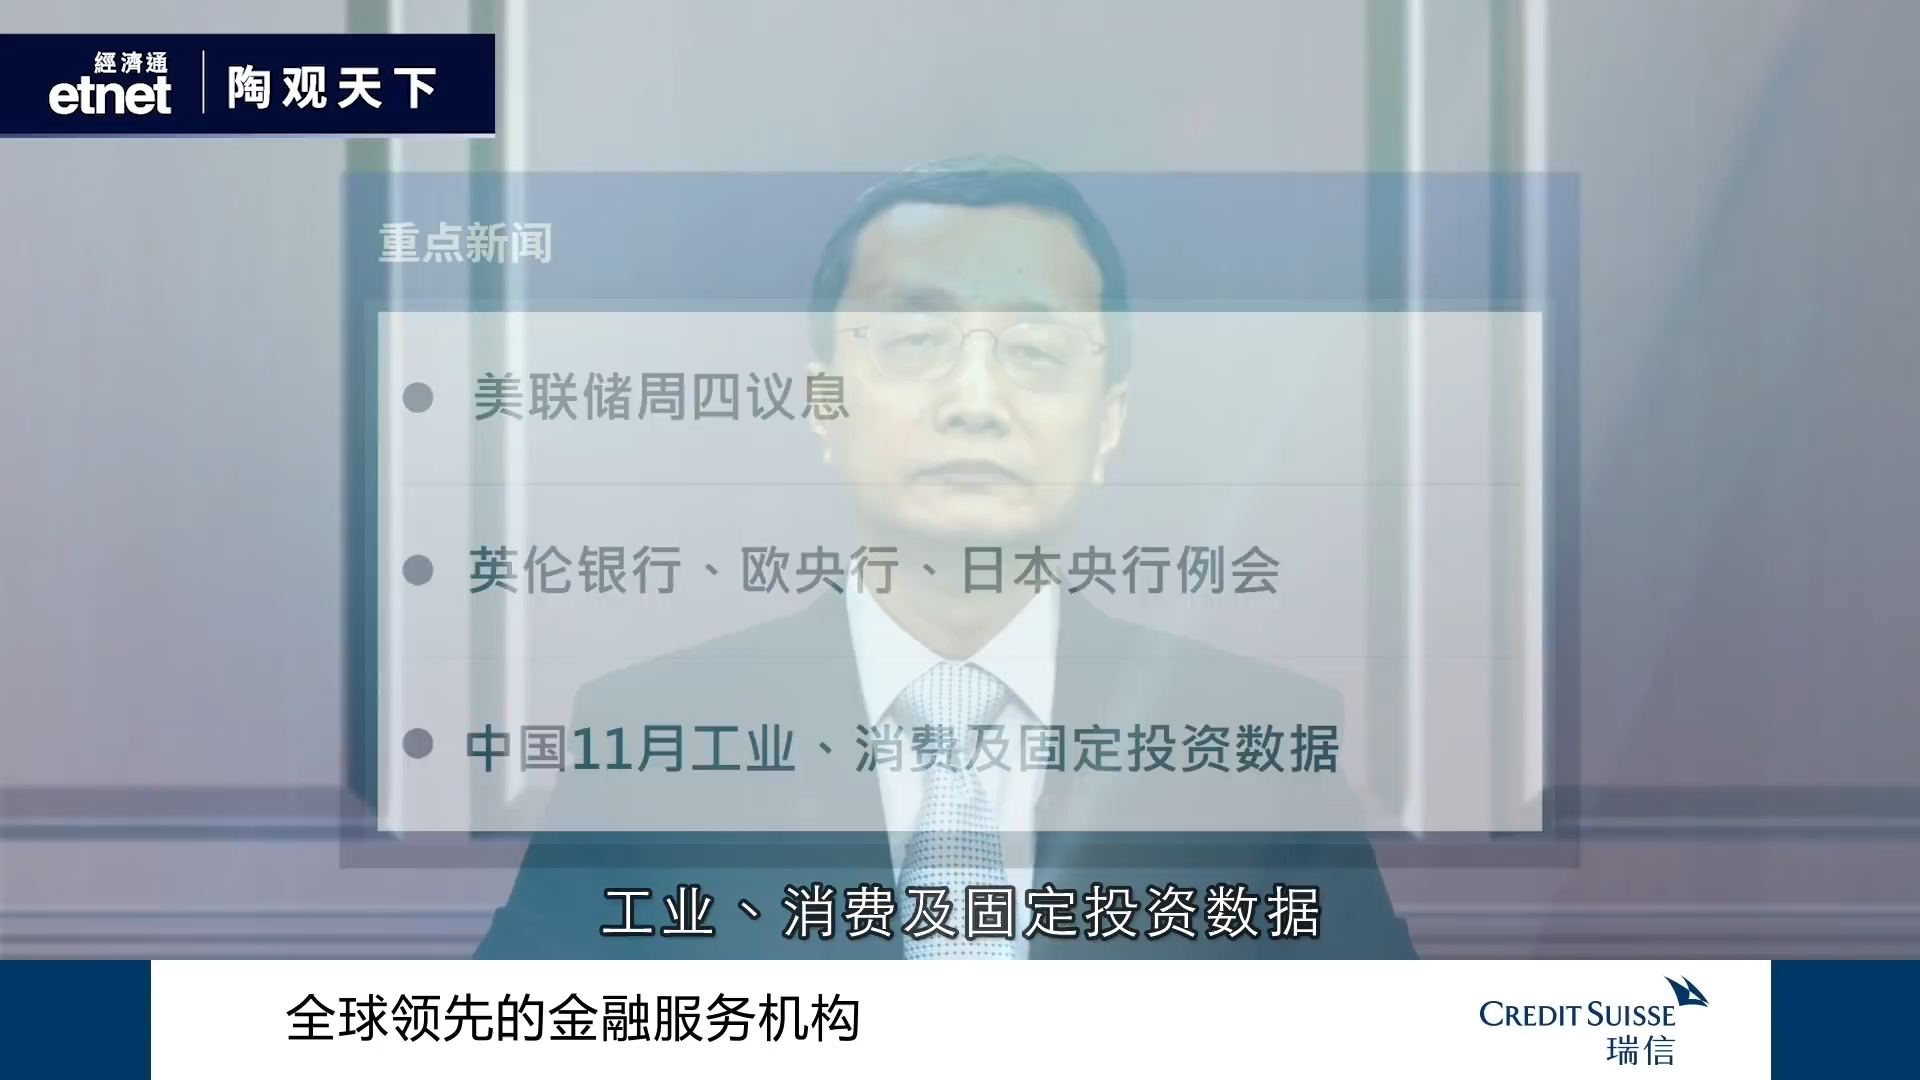 經濟通
etnet
陶观天下
重点新闻
美联储周四议息
英伦银行、欧央行、日本央行例会
中国11月工业、消费及固定投资数据
工业、消费及固定投资数据
全球领先的金融服务机构
CREDIT SUISSE
瑞信